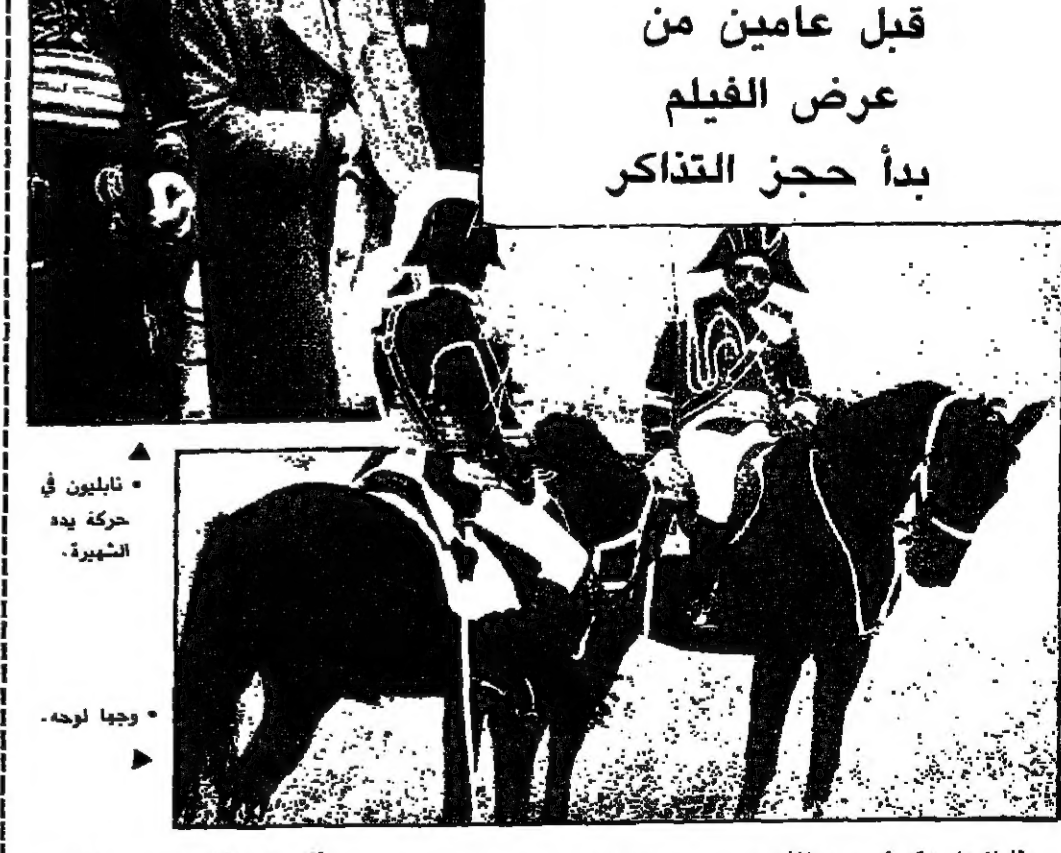 قبل عامين من
عرض الفيلم
بدأ حجز التذاكر
• نابليون في
حركة يده
الشهيرة.
• وجها لوجه.